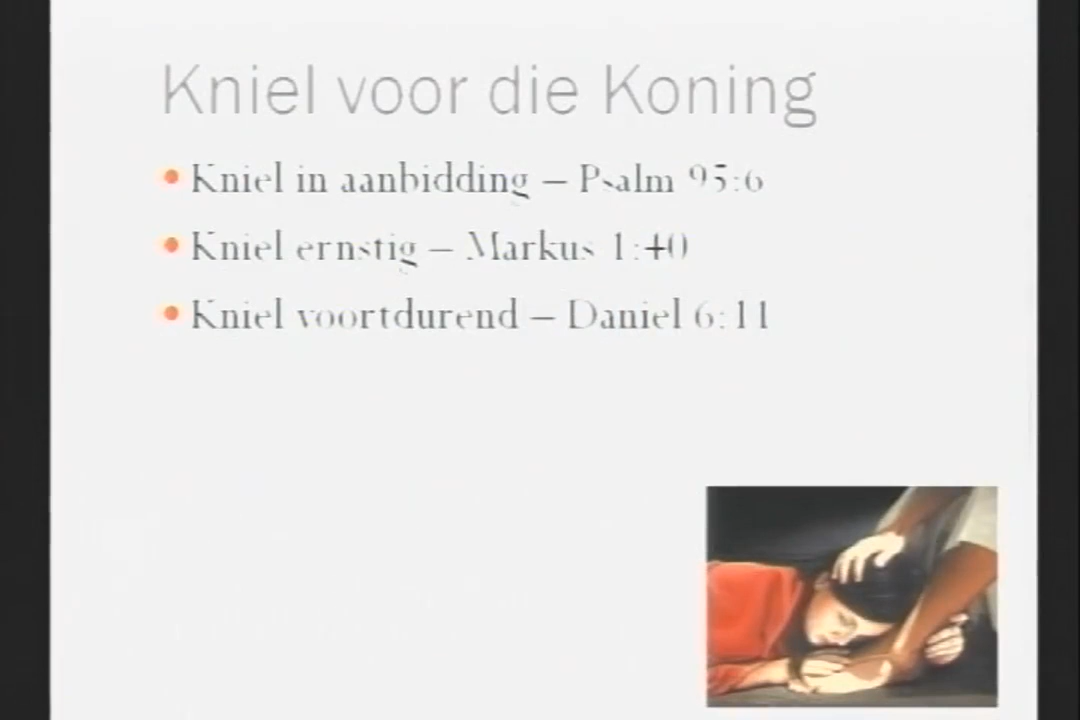 Kniel voor die Koning
• Kniel in aanbidding – Psalm 95:6
• Kniel ernstig – Markus 1:40
• Kniel voortdurend – Daniel 6:11